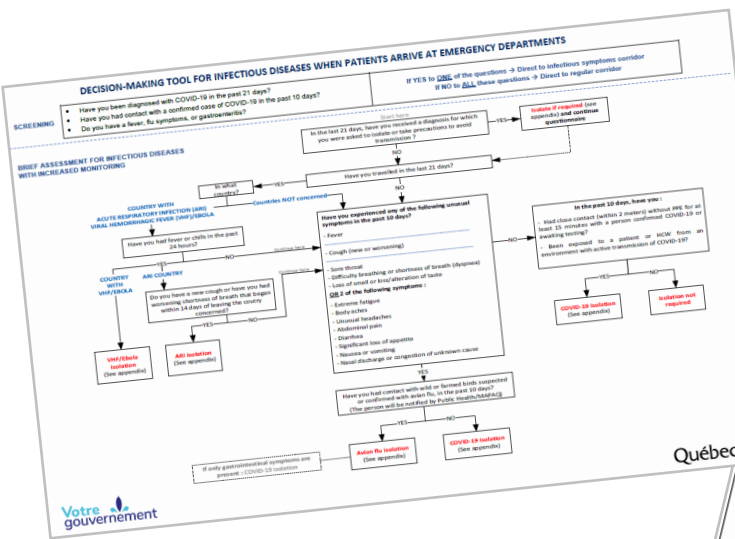 DECISION-MAKING TOOL FOR INFECTIOUS DISEASES WHEN PATIENTS ARRIVE AT EMERGENCY DEPARTMENTS
SCREENING
• Have you been diagnosed with COVID-19 in the past 21 days?
• Have you had contact with a confirmed case of COVID-19 in the past 10 days?
• Do you have a fever, flu symptoms, or gastroenteritis?
If YES to ONE of the questions → Direct to infectious symptoms corridor
If NO to ALL these questions → Direct to regular corridor
BRIEF ASSESSMENT FOR INFECTIOUS DISEASES
WITH INCREASED MONITORING
Start here
In the last 21 days, have you received a diagnosis for which
you were asked to isolate or take precautions to avoid
transmission ?
YES
Isolate if required (see
appendix) and continue
questionnaire
NO
Have you travelled in the last 21 days?
YES
In what
country?
NO
Countries NOT concerned
COUNTRY WITH
ACUTE RESPIRATORY INFECTION (ARI)
VIRAL HEMORRHAGIC FEVER (VHF)/EBOLA
Have you had fever or chills in the past
24 hours?
YES
NO
Continue here
COUNTRY
WITH
VHF/EBOLA
ARI COUNTRY
Do you have a new cough or have you had
worsening shortness of breath that began
within 14 days of leaving the county
concerned?
YES
NO
Continue here
VHF/Ebola
isolation
(See appendix)
ARI isolation
(See appendix)
Have you experienced any of the following unusual
symptoms in the past 10 days?
- Fever
- Cough (new or worsening)
- Sore throat
- Difficulty breathing or shortness of breath (dyspnea)
- Loss of smell or loss/alteration of taste
OR 2 of the following symptoms :
- Extreme fatigue
- Body aches
- Unusual headaches
- Abdominal pain
- Diarrhea
- Significant loss of appetite
- Nausea or vomiting
- Nasal discharge or congestion of unknown cause
NO
In the past 10 days, have you :
- Had close contact (within 2 meters) without PPE for at
least 15 minutes with a person confirmed COVID-19 or
awaiting testing?
- Been exposed to a patient or HCW from an
environment with active transmission of COVID-19?
YES
NO
COVID-19 isolation
(See appendix)
Isolation not
required
YES
Have you had contact with wild or farmed birds suspected
or confirmed with avian flu, in the past 10 days?
(The person will be notified by Public Health/MAPAQ)
YES
NO
Avian flu isolation
(See appendix)
COVID-19 isolation
(See appendix)
If only gastrointestinal symptoms are
present : COVID-19 isolation
Votre
gouvernement
Québec